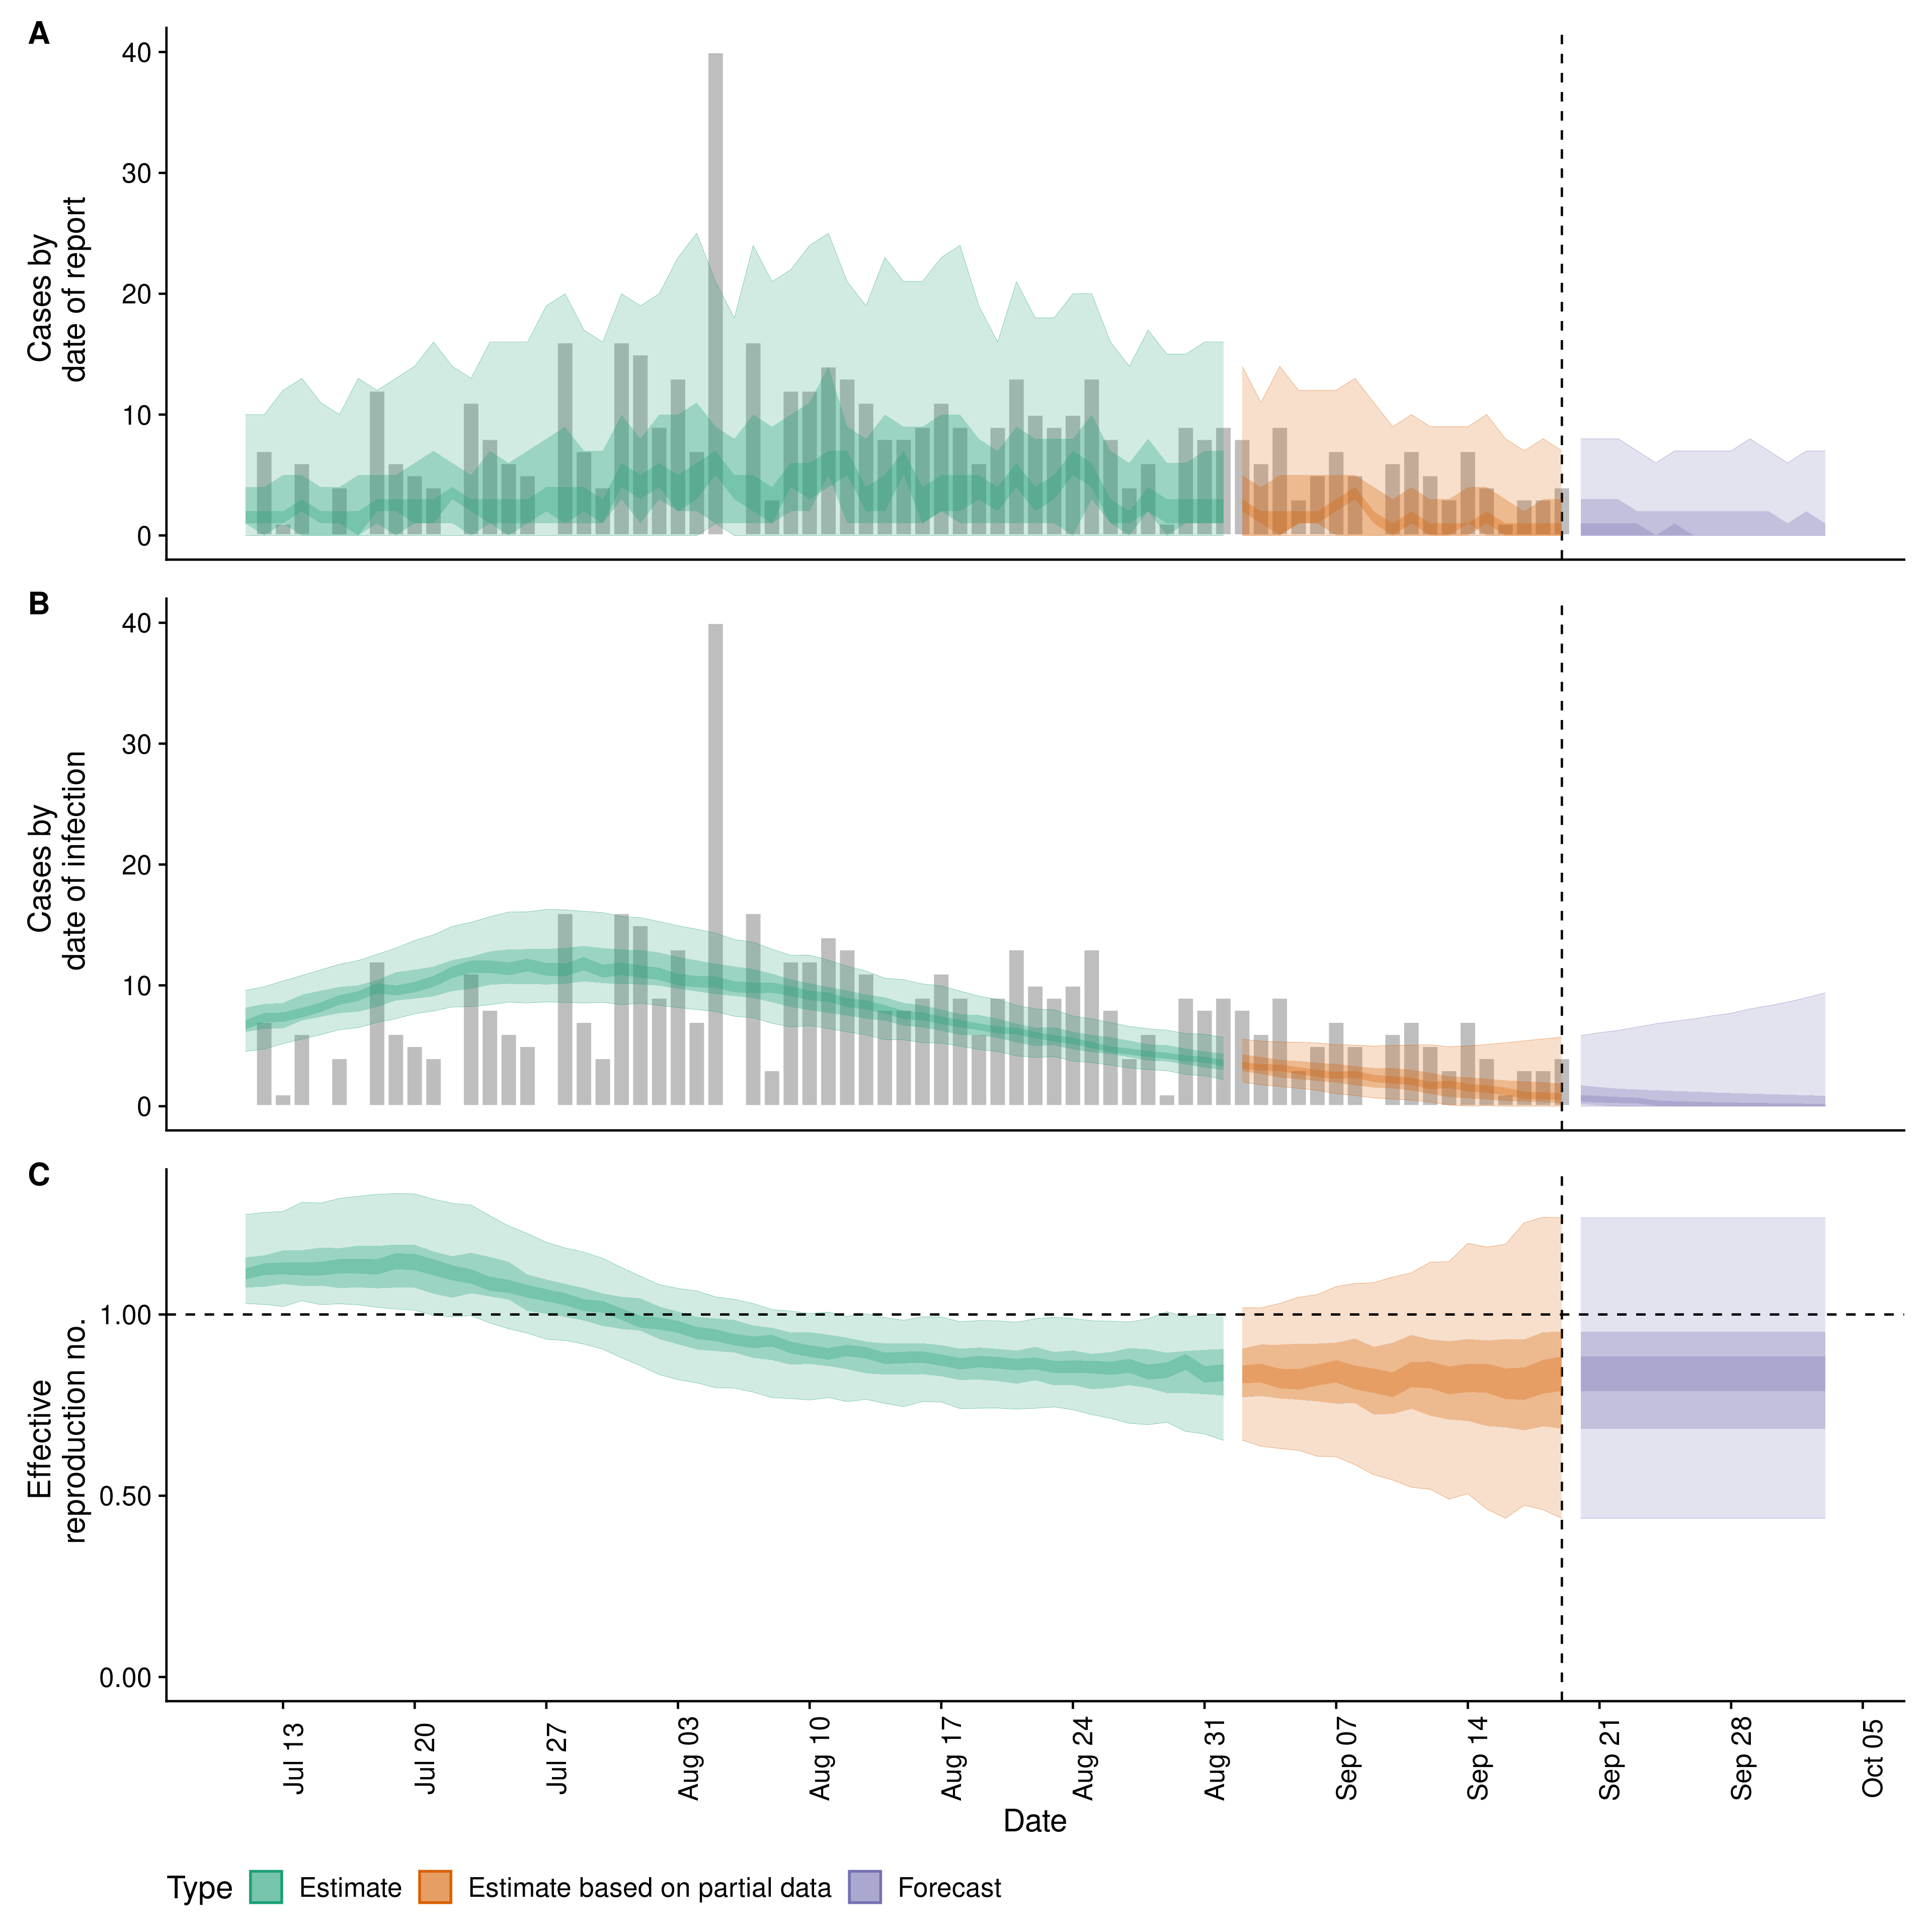 A
40
30
20
10
0
Cases by
date of report
B
40
30
20
10
0
Cases by
date of infection
C
1.00
0.50
0.00
Effective
reproduction no.
Jul 13
Jul 20
Jul 27
Aug 03
Aug 10
Aug 17
Aug 24
Aug 31
Sep 07
Sep 14
Sep 21
Sep 28
Oct 05
Date
Type Estimate Estimate based on partial data Forecast